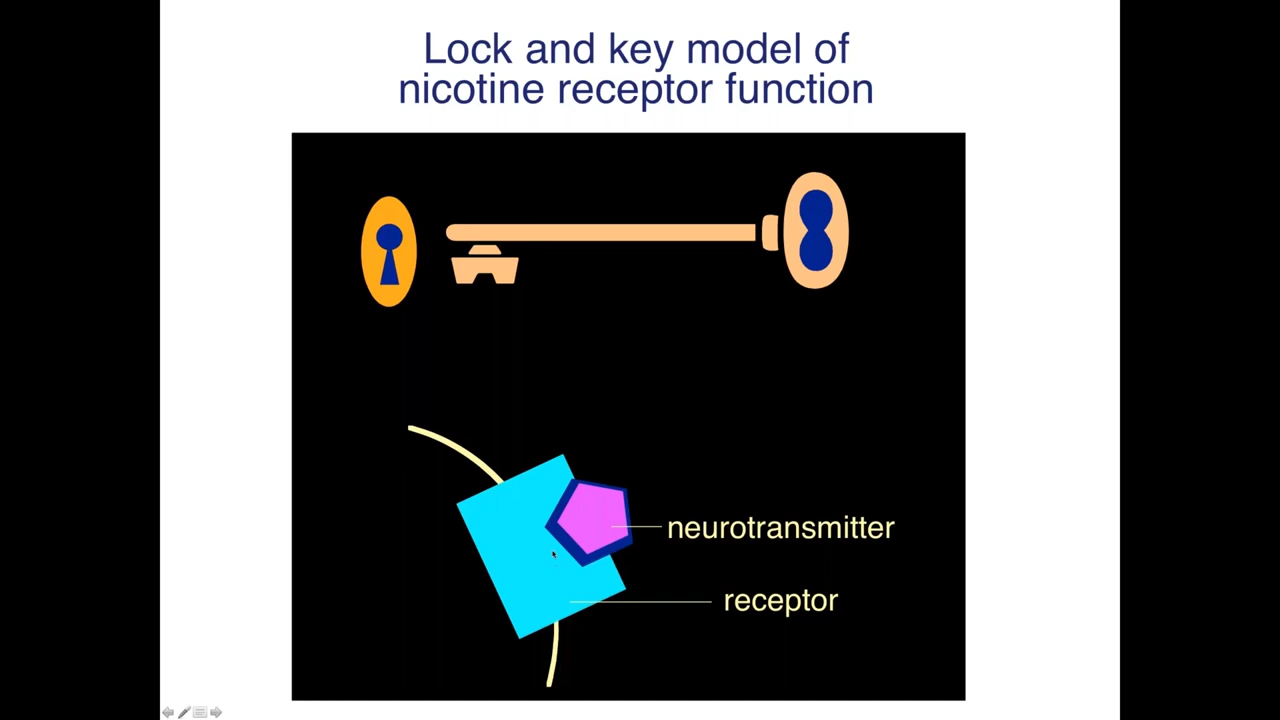 Lock and key model of
nicotine receptor function
neurotransmitter
receptor